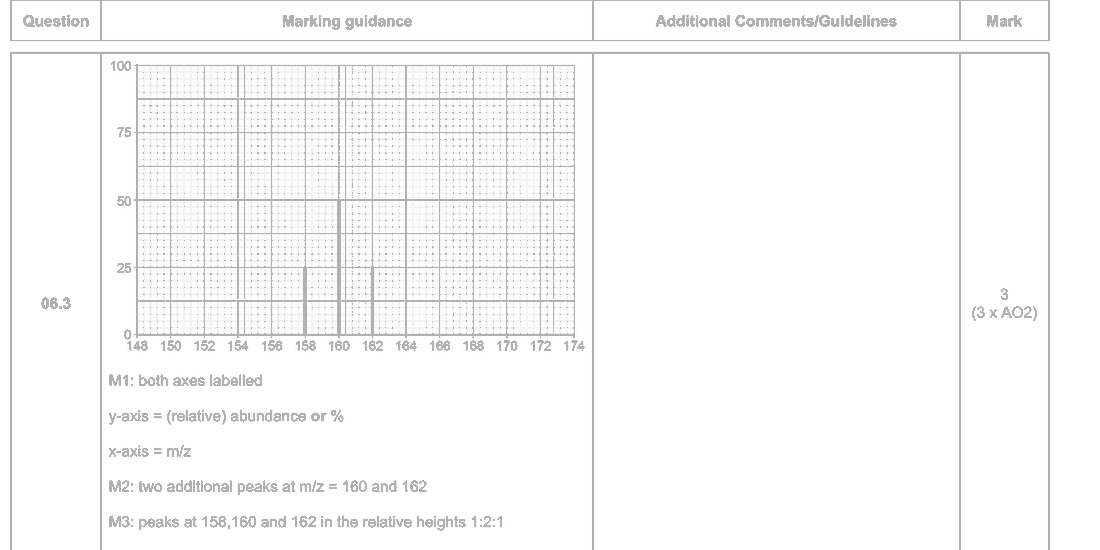 Question Marking guidance Additional Comments/Guidelines Mark
100
75
50
25
0
148 150 152 154 156 158 160 162 164 166 168 170 172 174
06.3
3
(3 x AO2)
M1: both axes labelled
y-axis = (relative) abundance or %
x-axis = m/z
M2: two additional peaks at m/z = 160 and 162
M3: peaks at 158,160 and 162 in the relative heights 1:2:1